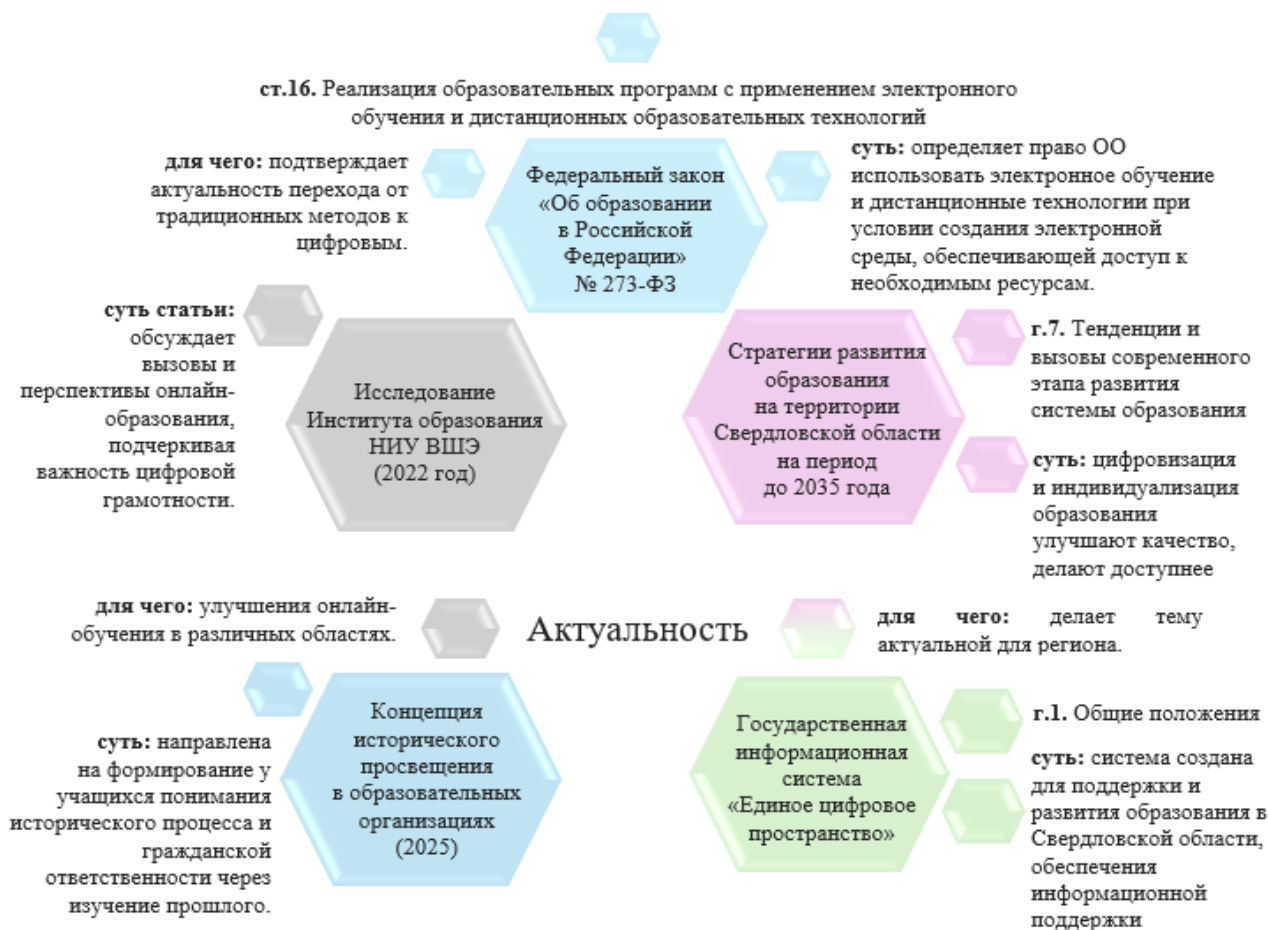 ст.16. Реализация образовательных программ с применением электронного
обучения и дистанционных образовательных технологий
для чего: подтверждает
актуальность перехода от
традиционных методов к
цифровым.
Федеральный закон
«Об образовании
в Российской
Федерации»
№ 273-ФЗ
суть: определяет право ОО
использовать электронное обучение
и дистанционные технологии при
условии создания электронной
среды, обеспечивающей доступ к
необходимым ресурсам.
суть статьи:
обсуждает
вызовы и
перспективы онлайн-
образования,
подчеркивая
важность цифровой
грамотности.
Исследование
Института образования
НИУ ВШЭ
(2022 год)
Стратегии развития
образования
на территории
Свердловской области
на период
до 2035 года
г.7. Тенденции и
вызовы современного
этапа развития
системы образования
суть: цифровизация
и индивидуализация
образования
улучшают качество,
делают доступнее
для чего: улучшения онлайн-
обучения в различных областях.
Актуальность
для чего: делает тему
актуальной для региона.
суть: направлена
на формирование у
учащихся понимания
исторического процесса и
гражданской
ответственности через
изучение прошлого.
Концепция
исторического
просвещения
в образовательных
организациях
(2025)
Государственная
информационная
система
«Единое цифровое
пространство»
г.1. Общие положения
суть: система создана
для поддержки и
развития образования в
Свердловской области,
обеспечения
информационной
поддержки